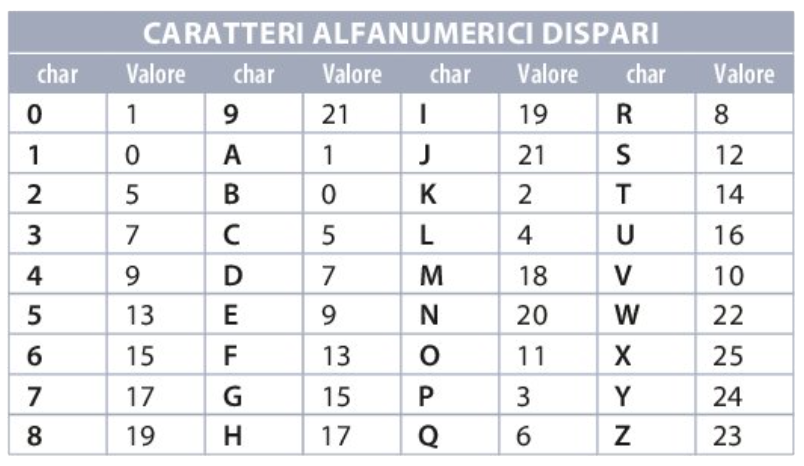 CARATTERI ALFANUMERICI DISPARI
char Valore char Valore char Valore char Valore
0 1 9 21 I 19 R 8
1 0 A 1 J 21 S 12
2 5 B 0 K 2 T 14
3 7 C 5 L 4 U 16
4 9 D 7 M 18 V 10
5 13 E 9 N 20 W 22
6 15 F 13 O 11 X 25
7 17 G 15 P 3 Y 24
8 19 H 17 Q 6 Z 23